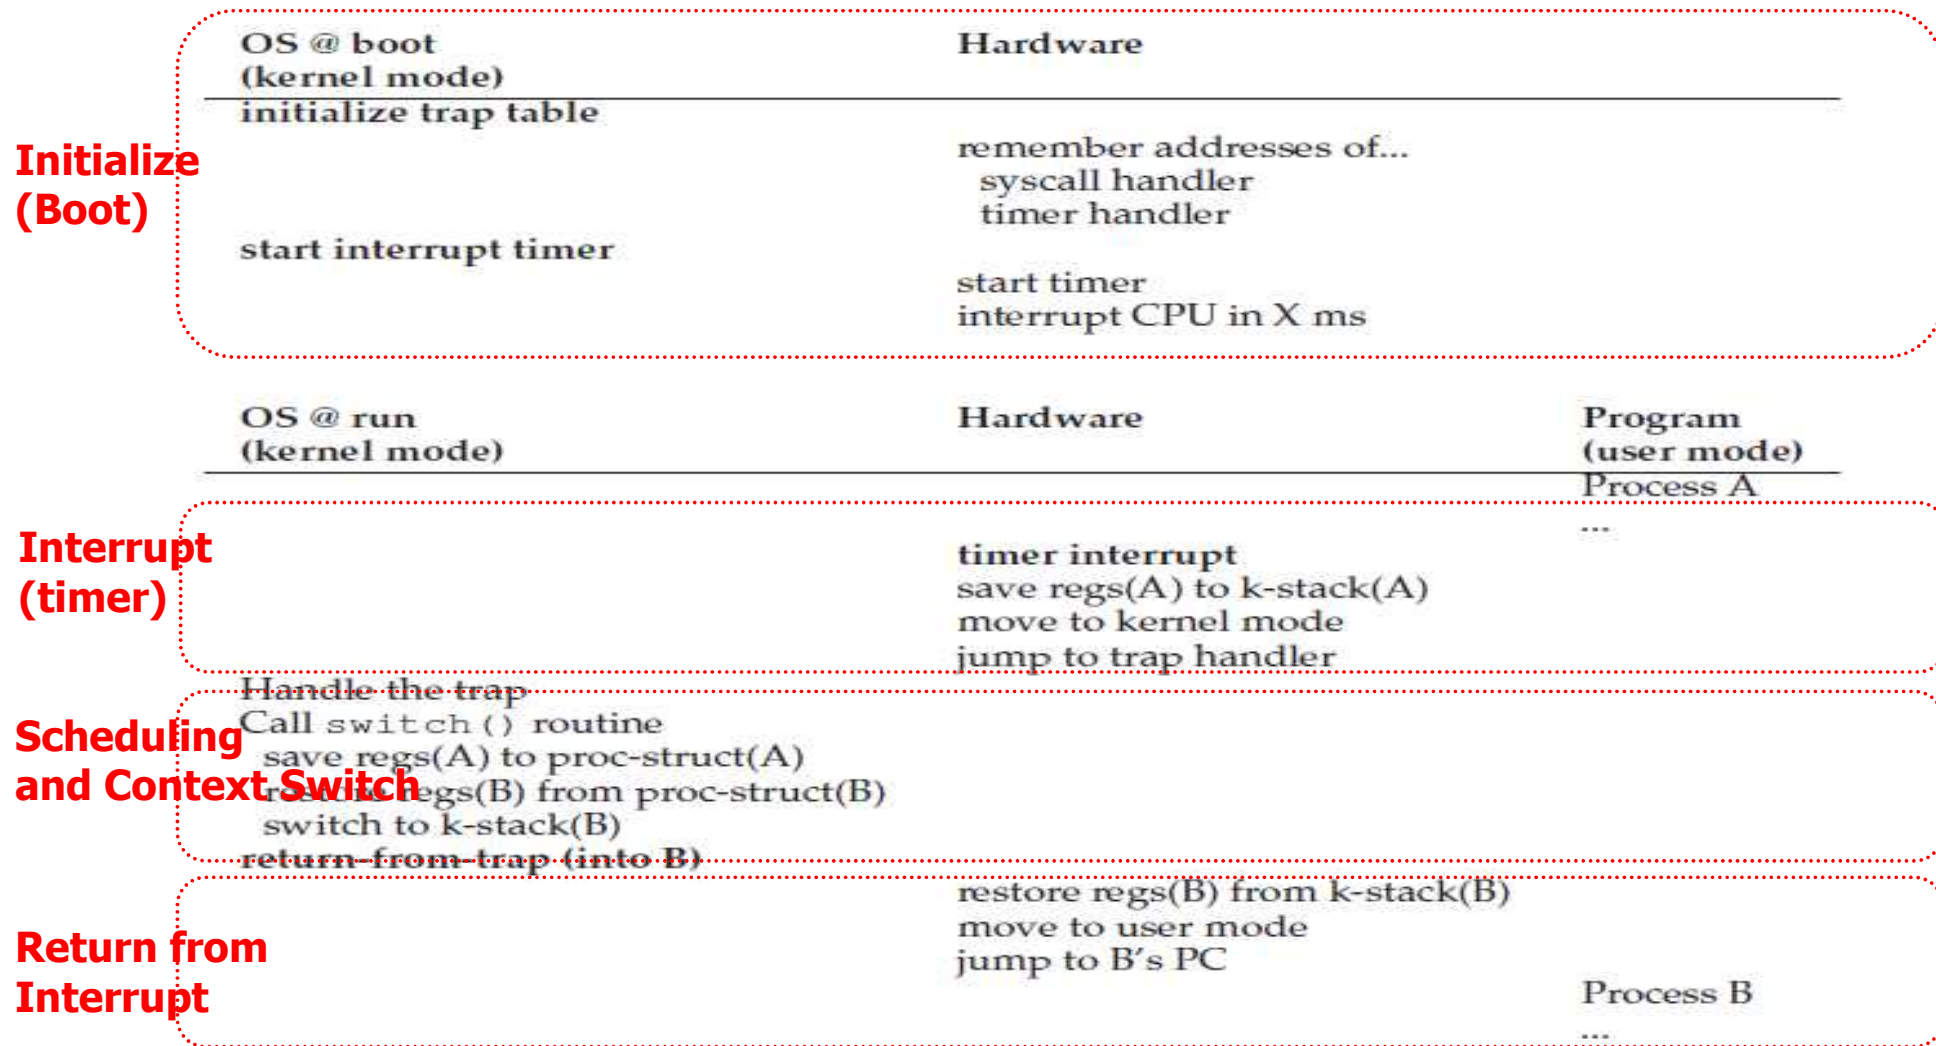 OS @ boot
(kernel mode)
Hardware
initialize trap table
Initialize
(Boot)
remember addresses of...
syscall handler
timer handler
start interrupt timer
start timer
interrupt CPU in X ms
OS @ run
(kernel mode)
Hardware
Program
(user mode)
Process A
...
Interrupt
(timer)
timer interrupt
save regs(A) to k-stack(A)
move to kernel mode
jump to trap handler
Handle the trap
Call switch() routine
Scheduling
and Context Switch
save regs(A) to proc-struct(A)
restore regs(B) from proc-struct(B)
switch to k-stack(B)
return-from-trap (into B)
restore regs(B) from k-stack(B)
move to user mode
jump to B's PC
Return from
Interrupt
Process B
...